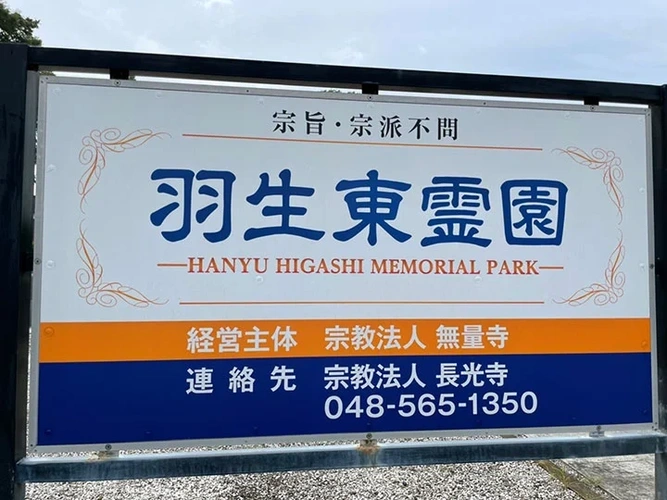 宗旨・宗派不問
羽生東霊園
HANYU HIGASHI MEMORIAL PARK
経営主体 宗教法人 無量寺
連絡先 宗教法人 長光寺
048-565-1350